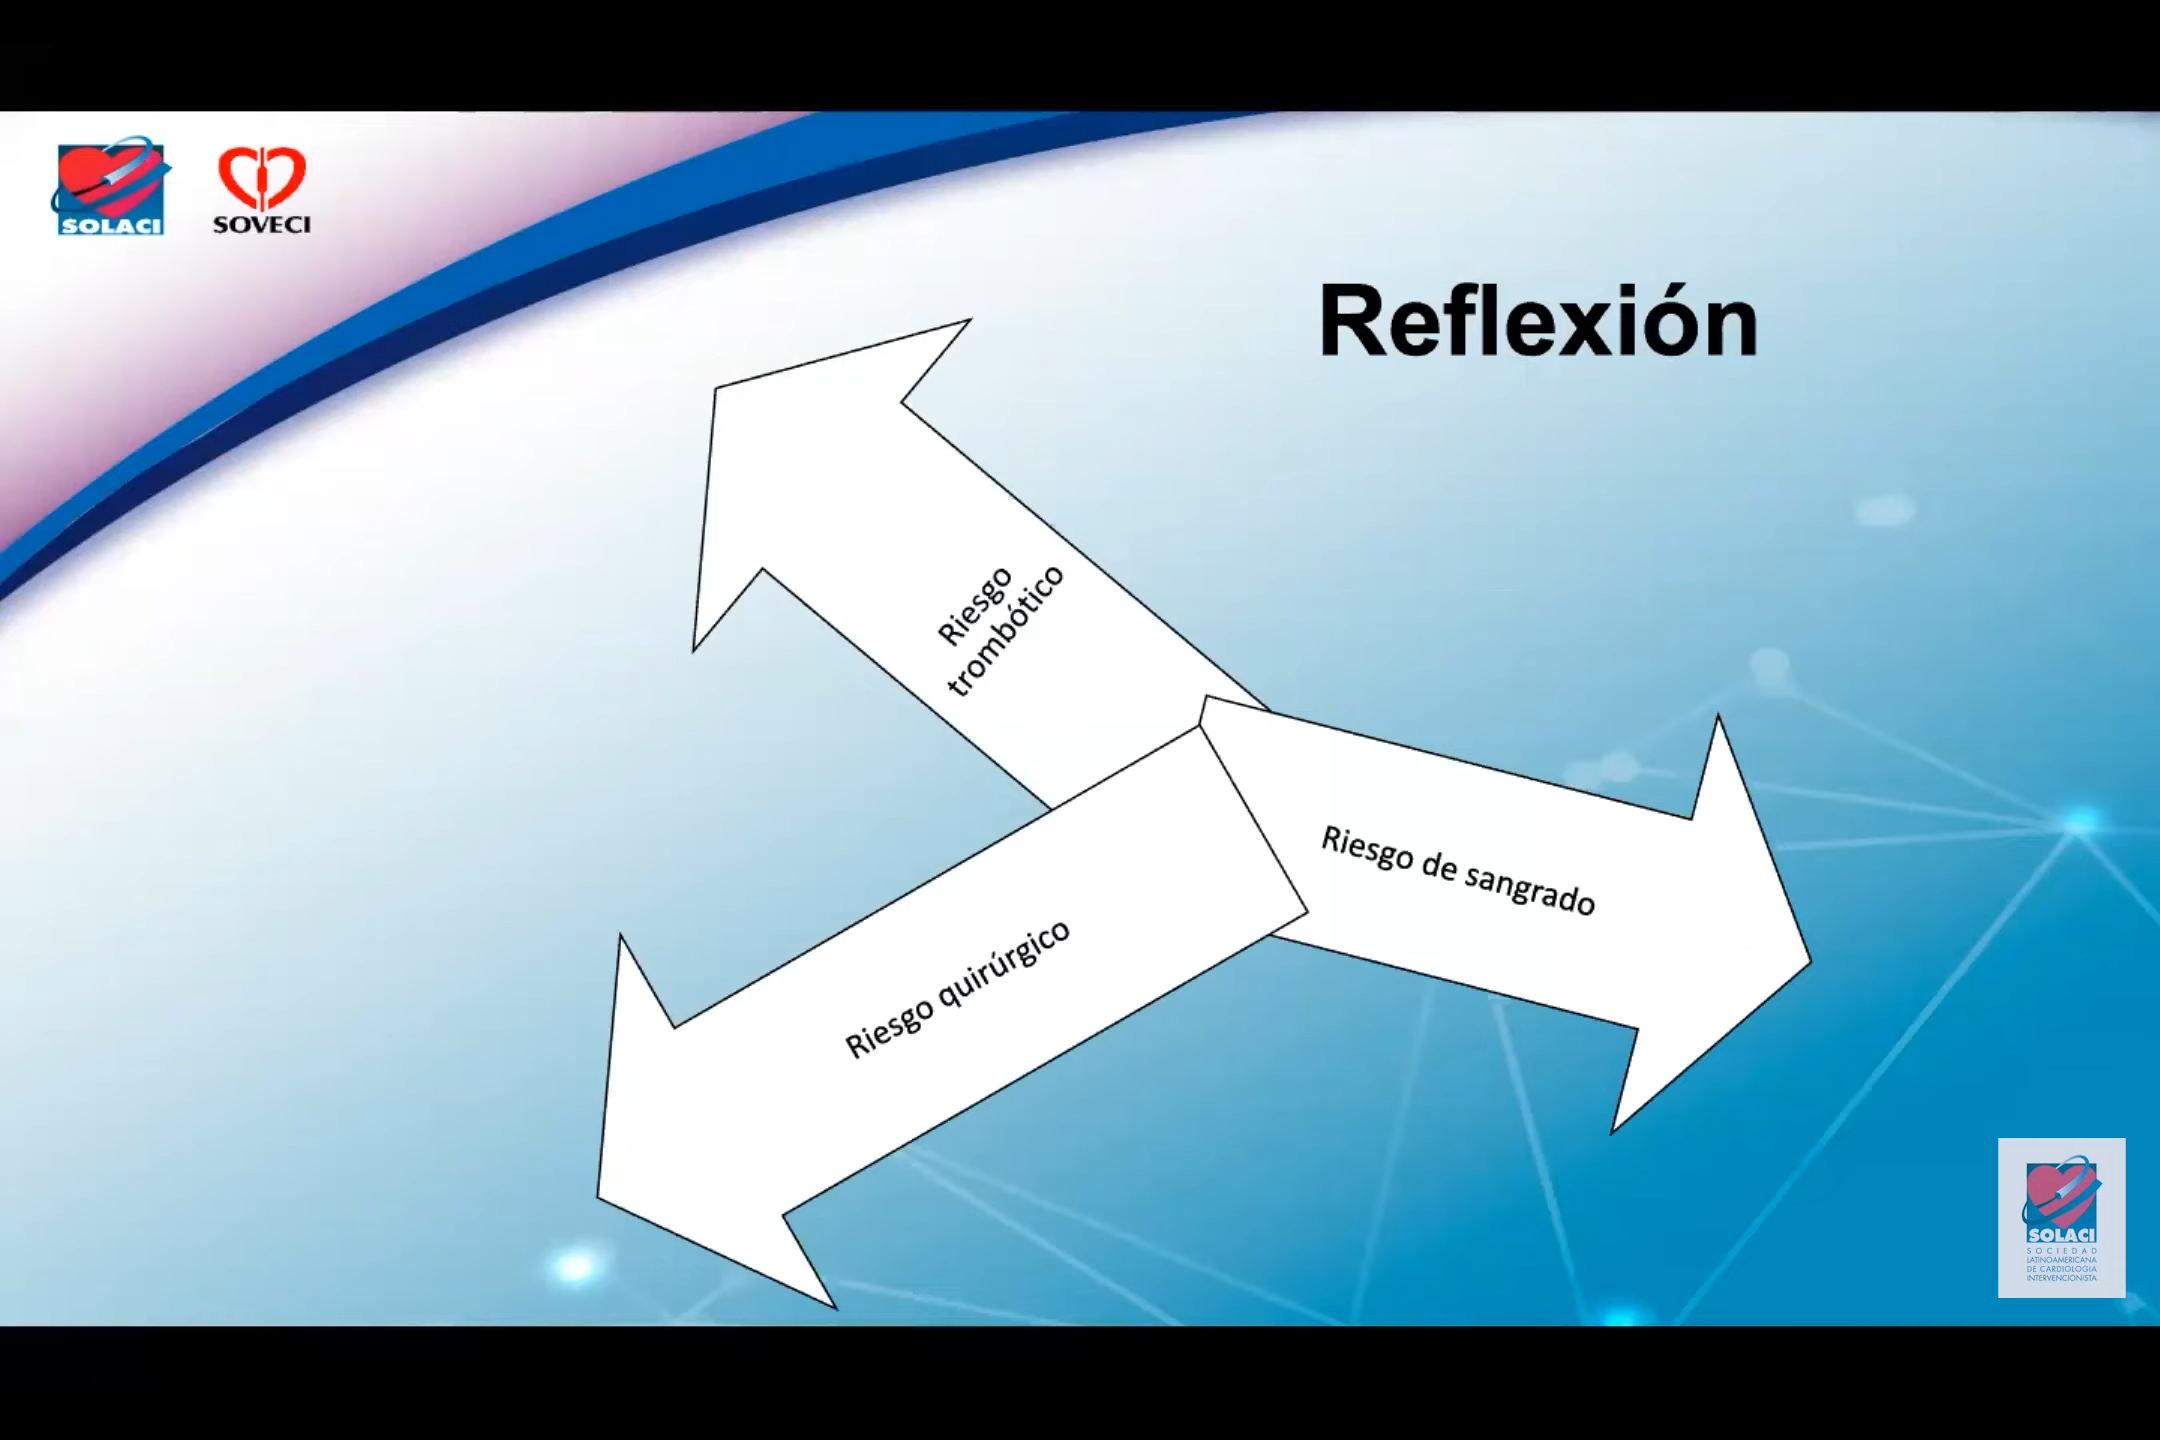 SOLACI
SOVECI
Reflexión
Riesgo
trombótico
Riesgo de sangrado
Riesgo quirúrgico
SOLACI
SOCIEDAD
LATINOAMERICANA
DE CARDIOLOGIA
INTERVENCIONISTA